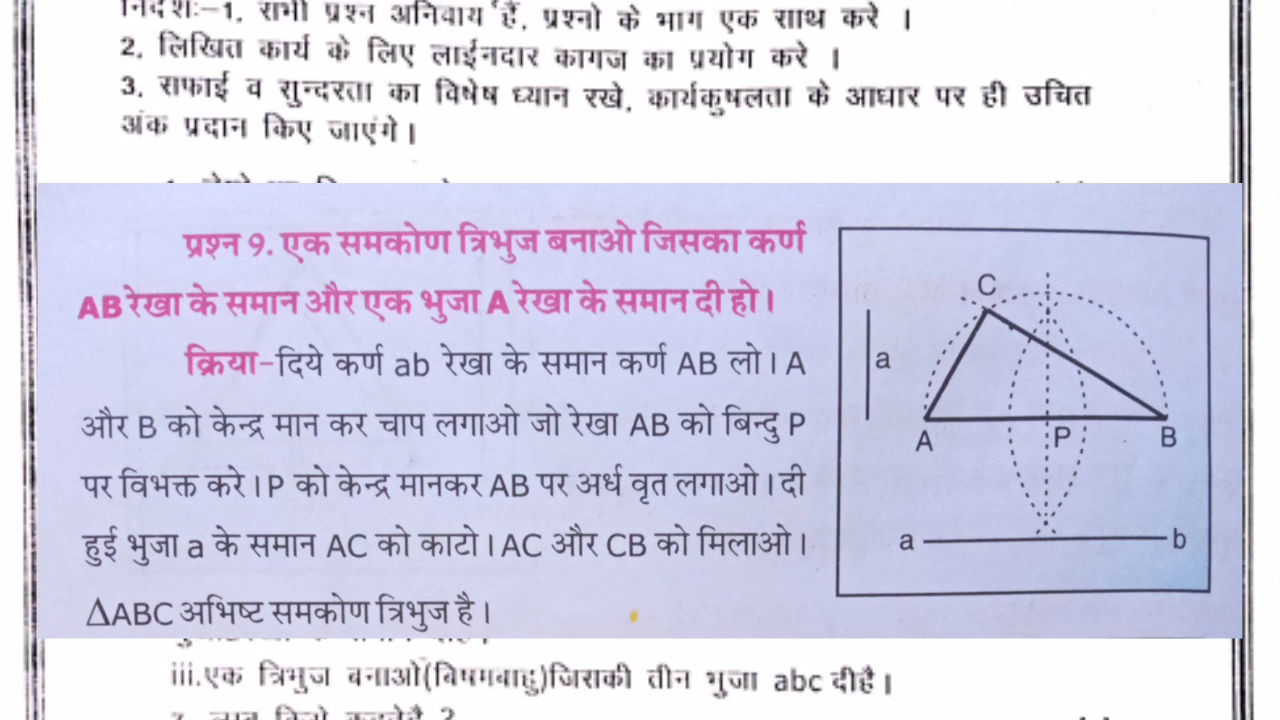 निर्देशः–1. सभी प्रश्न अनिवार्य हैं, प्रश्नो के भाग एक साथ करे ।
2. लिखित कार्य के लिए लाईनदार कागज का प्रयोग करे ।
3. सफाई व सुन्दरता का विषेष ध्यान रखे, कार्यकुषलता के आधार पर ही उचित
अंक प्रदान किए जाएंगे।
प्रश्न 9. एक समकोण त्रिभुज बनाओ जिसका कर्ण
AB रेखा के समान और एक भुजा A रेखा के समान दी हो।
क्रिया–दिये कर्ण ab रेखा के समान कर्ण AB लो। A
और B को केन्द्र मान कर चाप लगाओ जो रेखा AB को बिन्दु P
पर विभक्त करे। P को केन्द्र मानकर AB पर अर्ध वृत लगाओ। दी
हुई भुजा a के समान AC को काटो। AC और CB को मिलाओ।
ΔABC अभिष्ट समकोण त्रिभुज है।
C
a
A P B
a b
iii.एक त्रिभुज बनाओ(विषमबाहु)जिसकी तीन भुजा abc दीहै।